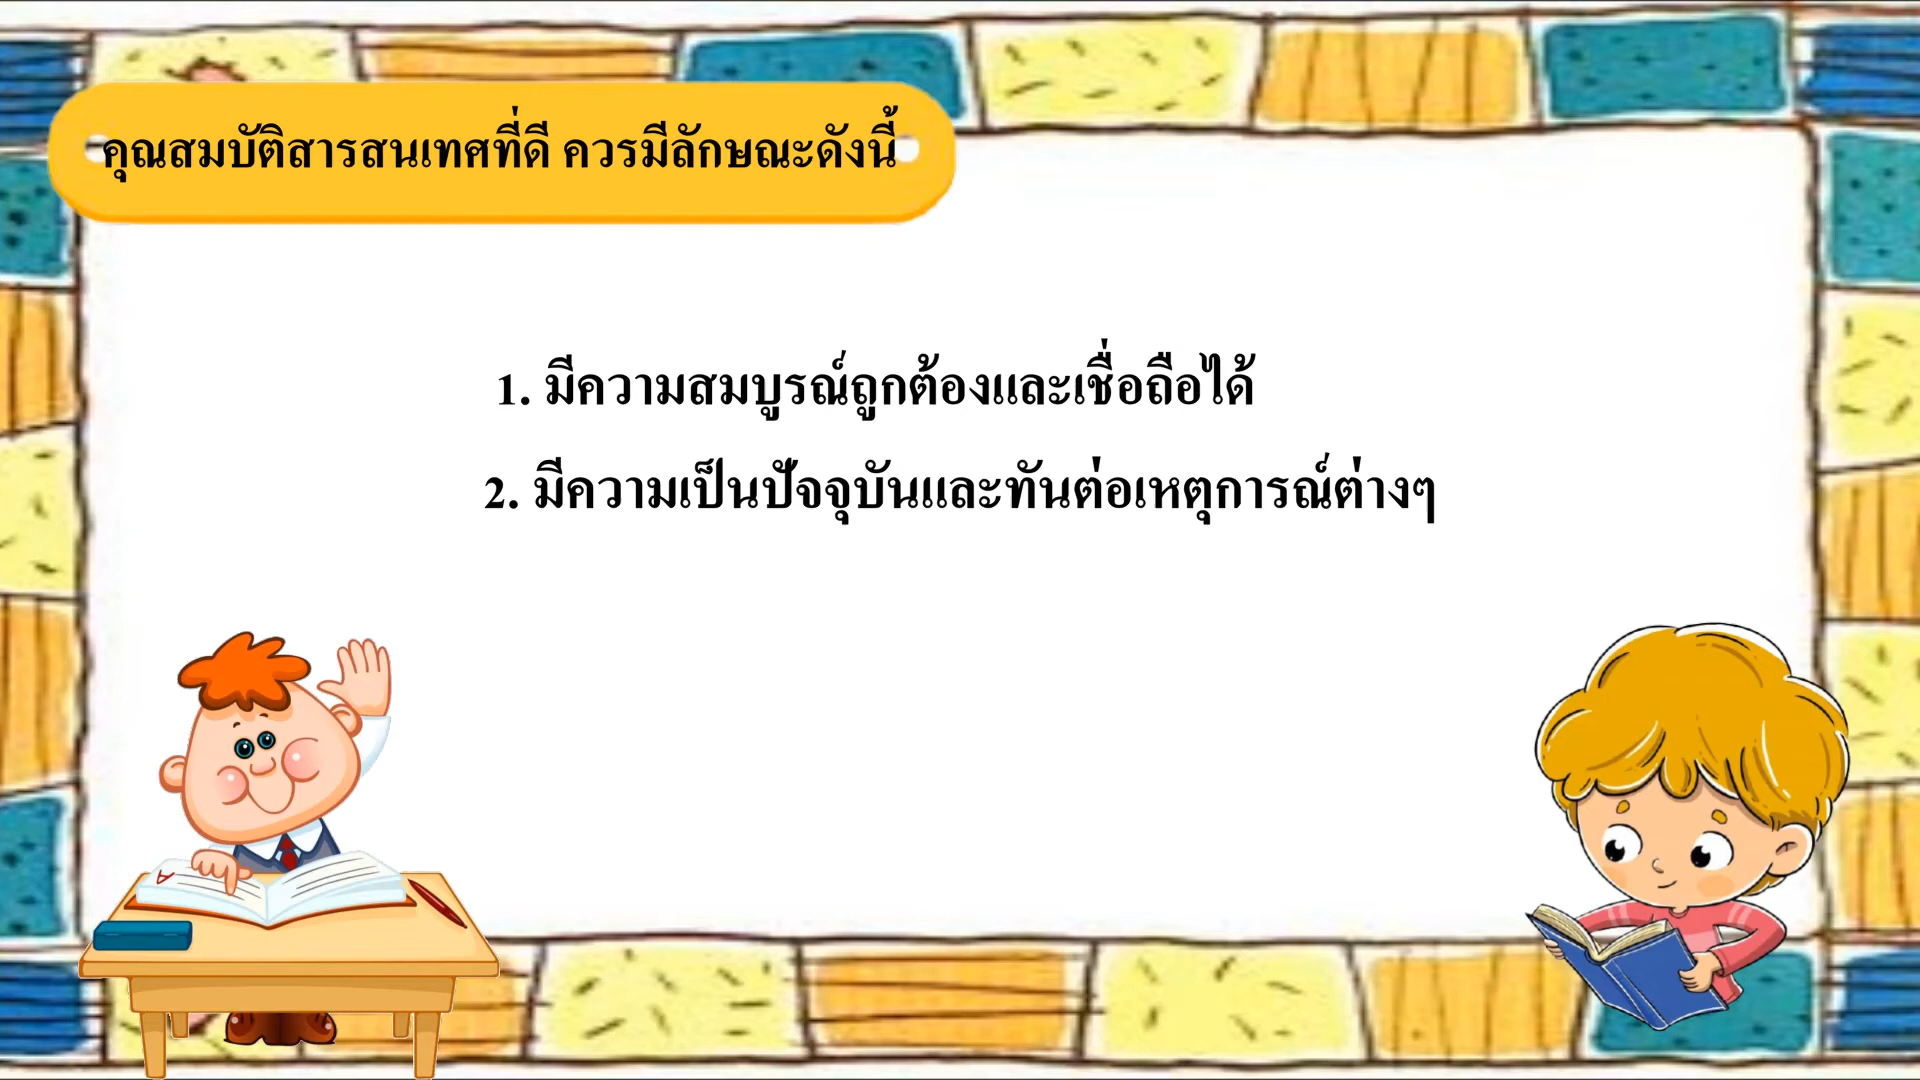 คุณสมบัติสารสนเทศที่ดี ควรมีลักษณะดังนี้
1. มีความสมบูรณ์ถูกต้องและเชื่อถือได้
2. มีความเป็นปัจจุบันและทันต่อเหตุการณ์ต่างๆ
A